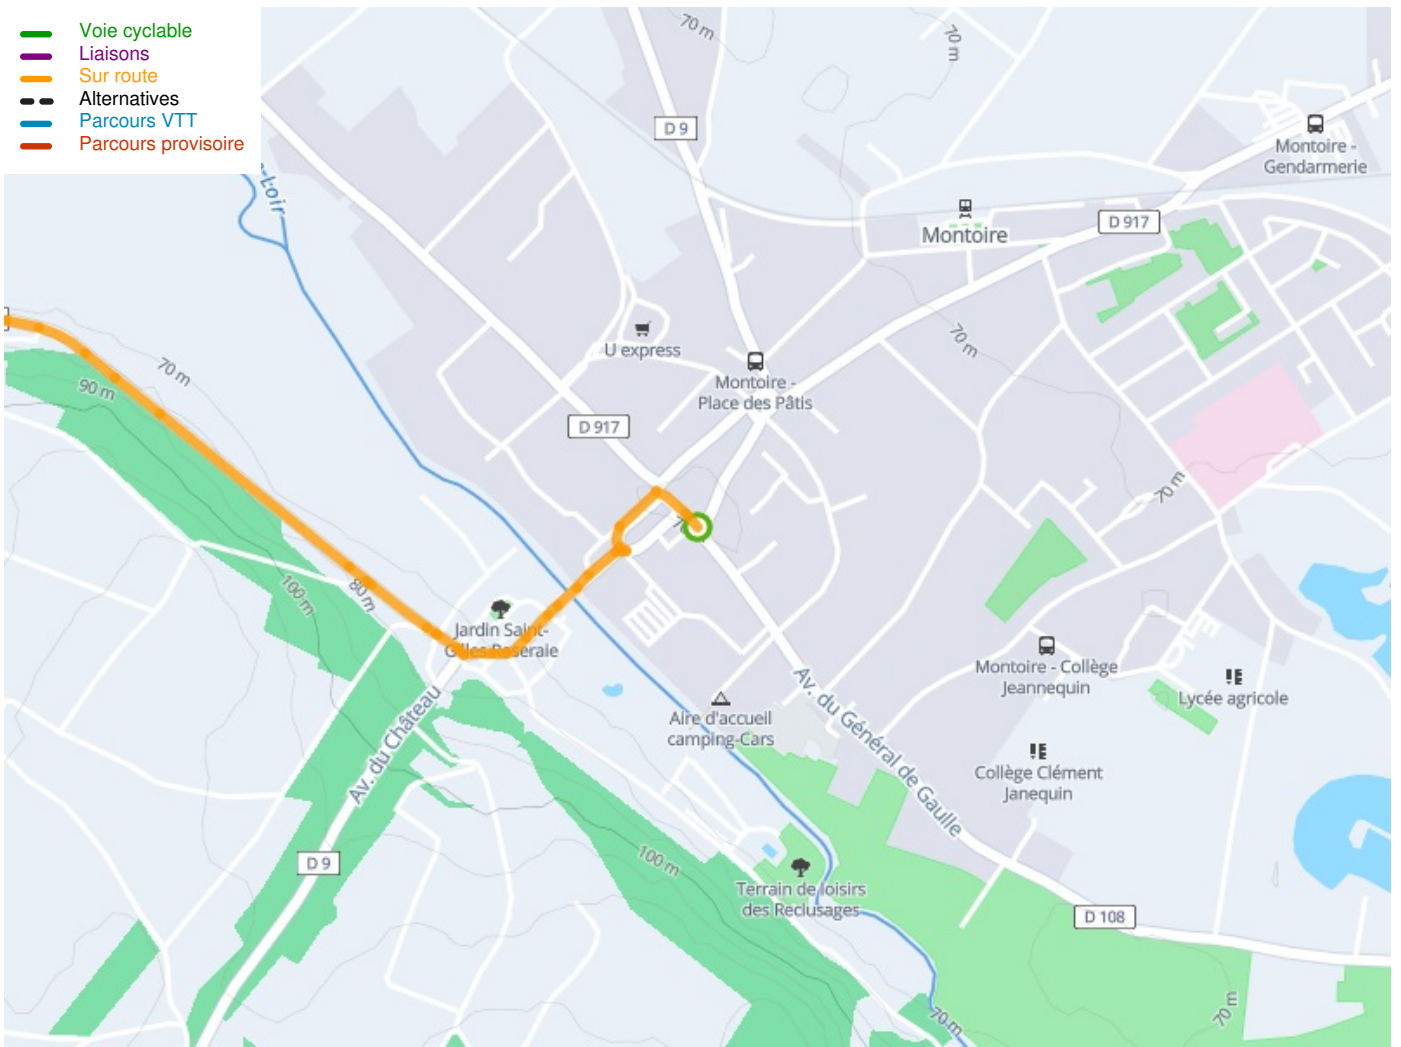 Voie cyclable
Liaisons
Sur route
Alternatives
Parcours VTT
Parcours provisoire
70 m
70 m
D 9
Montoire -
Gendarmerie
Loir
Montoire
D 917
U express
70 m
70 m
90 m
Montoire -
Place des Pâtis
D 917
70 m
100 m
80 m
Jardin Saint-
Gilles Roseraie
Montoire - Collège
Jeannequin
Lycée agricole
Av. du Château
Aire d'accueil
camping-Cars
Av. du Général de Gaulle
Collège Clément
Janequin
D 9
100 m
Terrain de loisirs
des Reclusages
D 108
70 m
70 m